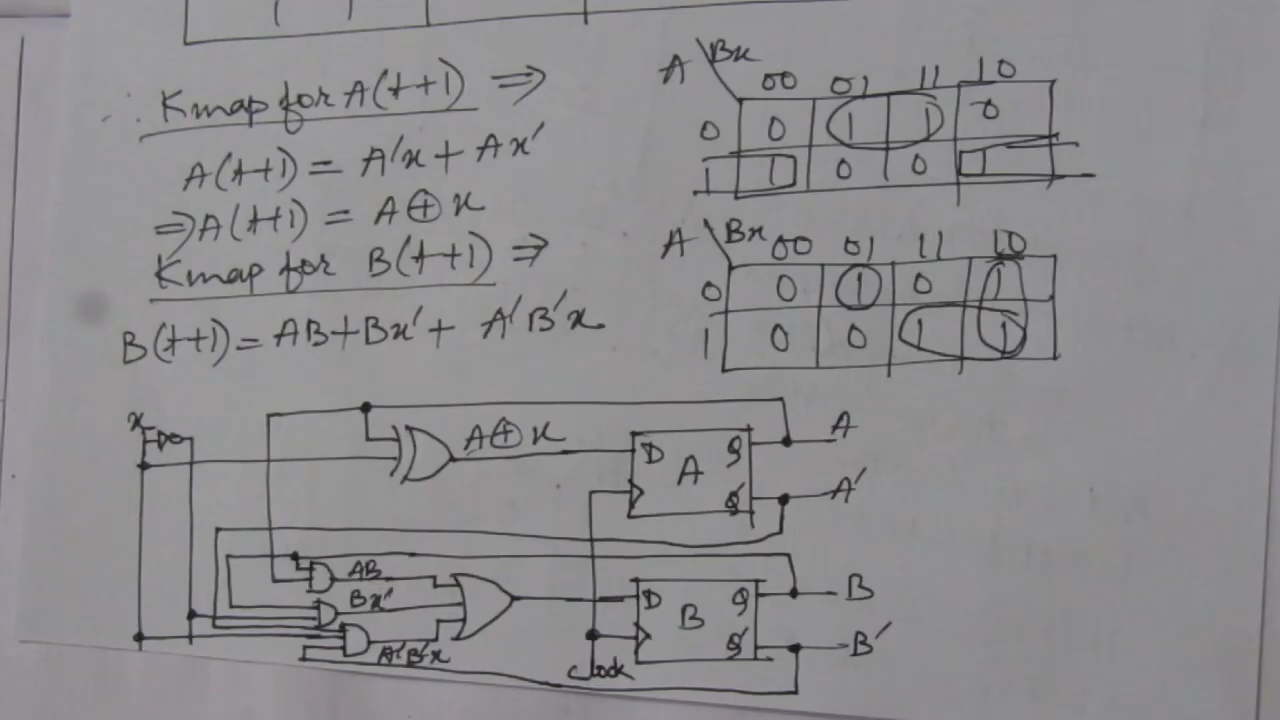 Kmap for A(t+1) ⇒
A(t+1) = A'x + Ax'
⇒ A(t+1) = A ⊕ x
Kmap for B(t+1) ⇒
B(t+1) = AB + Bx' + A'B'x
A \ Bx 00 01 11 10
0 0 1 1 0
1 1 0 0 1
A \ Bx 00 01 11 10
0 0 1 0 1
1 0 0 1 1
x
A ⊕ x
D A Q Q'
A
A'
AB
Bx'
A'B'x
D B Q Q'
B
B'
Clock